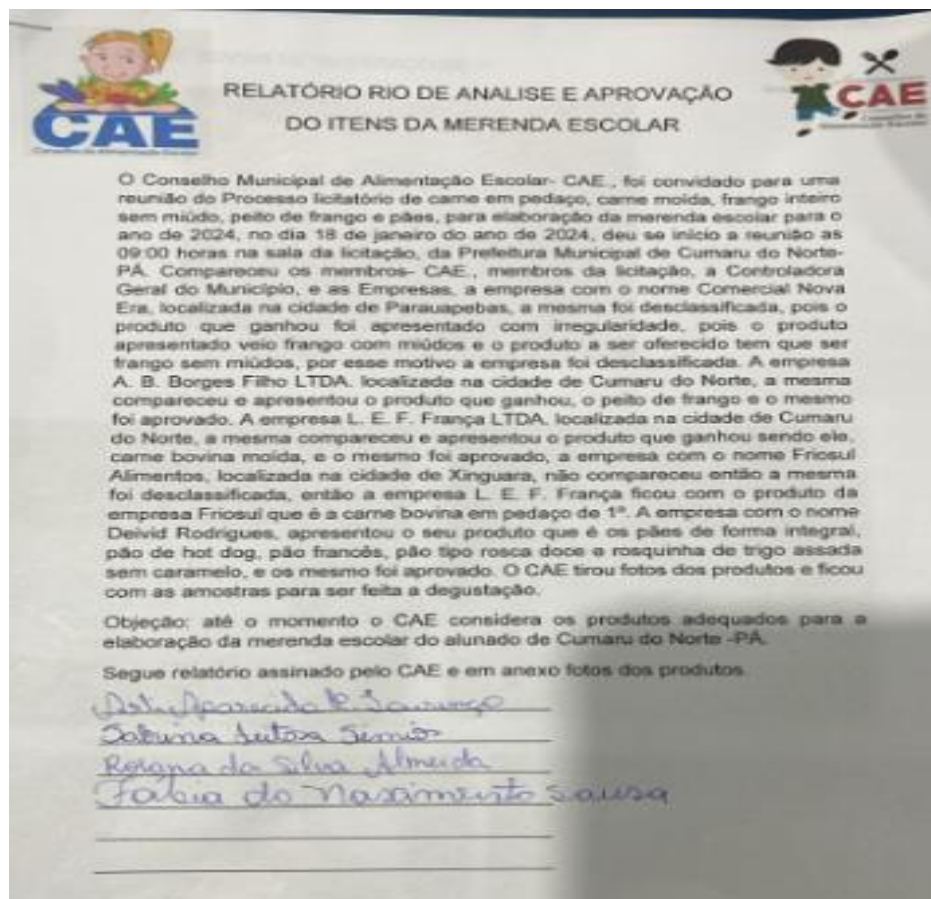 CAE
CAE
RELATÓRIO RIO DE ANALISE E APROVAÇÃO
DO ITENS DA MERENDA ESCOLAR
O Conselho Municipal de Alimentação Escolar- CAE., foi convidado para uma
reunião do Processo licitatório de carne em pedaço, carne moída, frango inteiro
sem miúdo, peito de frango e pães, para elaboração da merenda escolar para o
ano de 2024, no dia 18 de janeiro do ano de 2024, deu se início a reunião as
09:00 horas na sala da licitação, da Prefeitura Municipal de Cumaru do Norte-
PÁ. Compareceu os membros- CAE., membros da licitação, a Controladora
Geral do Município, e as Empresas, a empresa com o nome Comercial Nova
Era, localizada na cidade de Parauapebas, a mesma foi desclassificada, pois o
produto que ganhou foi apresentado com irregularidade, pois o produto
apresentado veio frango com miúdos e o produto a ser oferecido tem que ser
frango sem miúdos, por esse motivo a empresa foi desclassificada. A empresa
A. B. Borges Filho LTDA. localizada na cidade de Cumaru do Norte, a mesma
compareceu e apresentou o produto que ganhou, o peito de frango e o mesmo
foi aprovado. A empresa L. E. F. França LTDA. localizada na cidade de Cumaru
do Norte, a mesma compareceu e apresentou o produto que ganhou sendo ele,
carne bovina moída, e o mesmo foi aprovado, a empresa com o nome Friosul
Alimentos, localizada na cidade de Xinguara, não compareceu então a mesma
foi desclassificada, então a empresa L. E. F. França ficou com o produto da
empresa Friosul que é a carne bovina em pedaço de 1ª. A empresa com o nome
Deivid Rodrigues, apresentou o seu produto que é os pães de forma integral,
pão de hot dog, pão francês, pão tipo rosca doce e rosquinha de trigo assada
sem caramelo, e os mesmo foi aprovado. O CAE tirou fotos dos produtos e ficou
com as amostras para ser feita a degustação.
Objeção: até o momento o CAE considera os produtos adequados para a
elaboração da merenda escolar do alunado de Cumaru do Norte -PÁ.
Segue relatório assinado pelo CAE e em anexo fotos dos produtos.
Aparecida
Sabrina
Rosana da Silva Almeida
Fabia do Nascimento Sousa